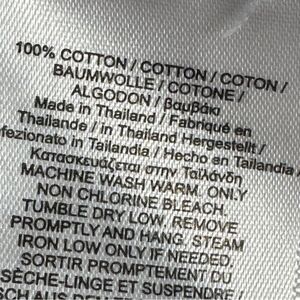 100% COTTON / COTTON / COTON /
BAUMWOLLE / COTONE /
ALGODON / βαμβάκι
Made in Thailand / Fabriqué en
Thaïlande / in Thailand Hergestellt /
fezionato in Tailandia / Hecho en Tailandia /
Κατασκευάζεται στην Ταϊλάνδη
MACHINE WASH WARM. ONLY
NON CHLORINE BLEACH.
TUMBLE DRY LOW. REMOVE
PROMPTLY AND HANG. STEAM
IRON LOW ONLY IF NEEDED.
SORTIR PROMPTEMENT DU
SÈCHE-LINGE ET SUSPENDRE /